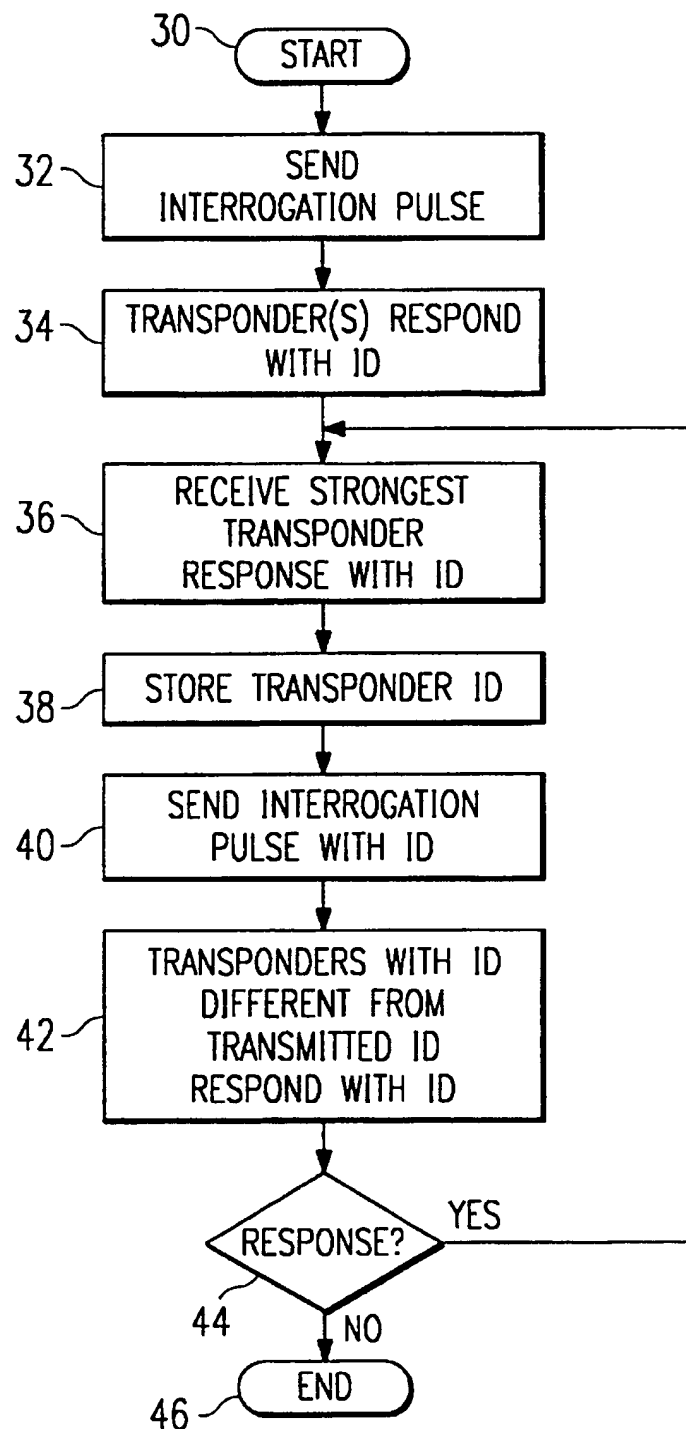 30
START
32
SEND
INTERROGATION PULSE
34
TRANSPONDER(S) RESPOND
WITH ID
36
RECEIVE STRONGEST
TRANSPONDER
RESPONSE WITH ID
38
STORE TRANSPONDER ID
40
SEND INTERROGATION
PULSE WITH ID
42
TRANSPONDERS WITH ID
DIFFERENT FROM
TRANSMITTED ID
RESPOND WITH ID
YES
RESPONSE?
44
NO
END
46